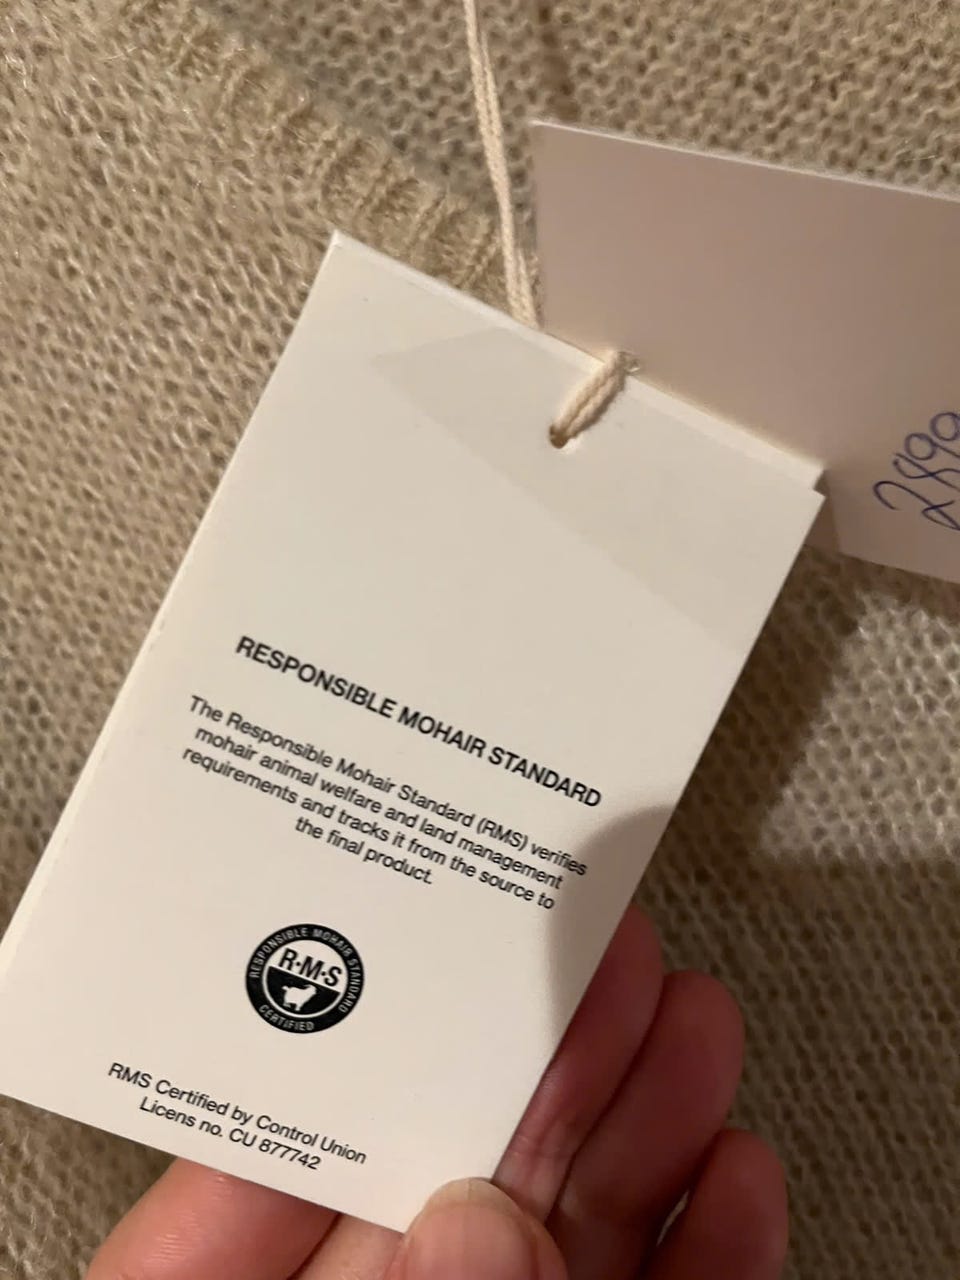 2899
RESPONSIBLE MOHAIR STANDARD
The Responsible Mohair Standard (RMS) verifies
mohair animal welfare and land management
requirements and tracks it from the source to
the final product.
RESPONSIBLE MOHAIR STANDARD
R·M·S
CERTIFIED
RMS Certified by Control Union
Licens no. CU 877742